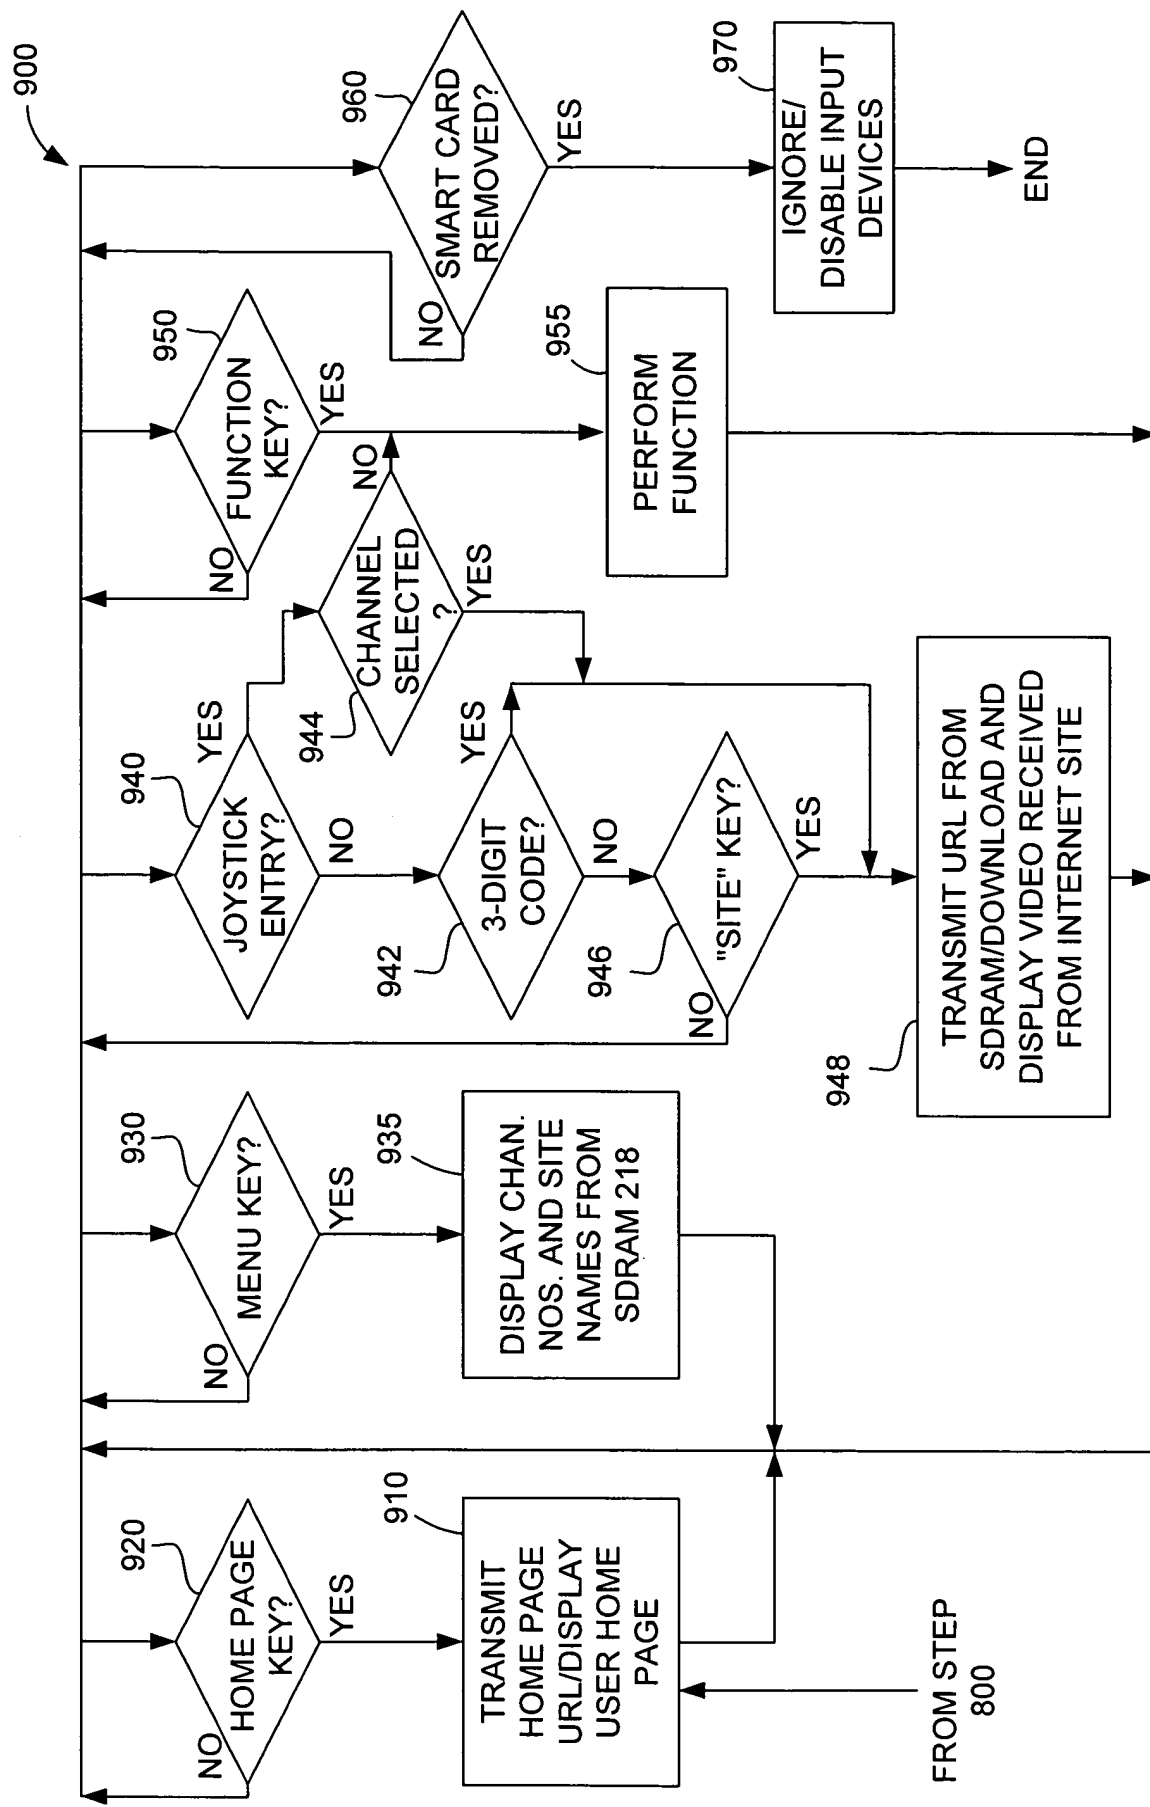 900
920
HOME PAGE
KEY?
NO
YES
910
TRANSMIT
HOME PAGE
URL/DISPLAY
USER HOME
PAGE
FROM STEP
800
930
MENU KEY?
NO
YES
935
DISPLAY CHAN.
NOS. AND SITE
NAMES FROM
SDRAM 218
940
JOYSTICK
ENTRY?
YES
NO
942
3-DIGIT
CODE?
YES
NO
944
CHANNEL
SELECTED
?
NO
YES
946
"SITE" KEY?
NO
YES
948
TRANSMIT URL FROM
SDRAM/DOWNLOAD AND
DISPLAY VIDEO RECEIVED
FROM INTERNET SITE
950
FUNCTION
KEY?
NO
YES
955
PERFORM
FUNCTION
960
SMART CARD
REMOVED?
NO
YES
970
IGNORE/
DISABLE INPUT
DEVICES
END